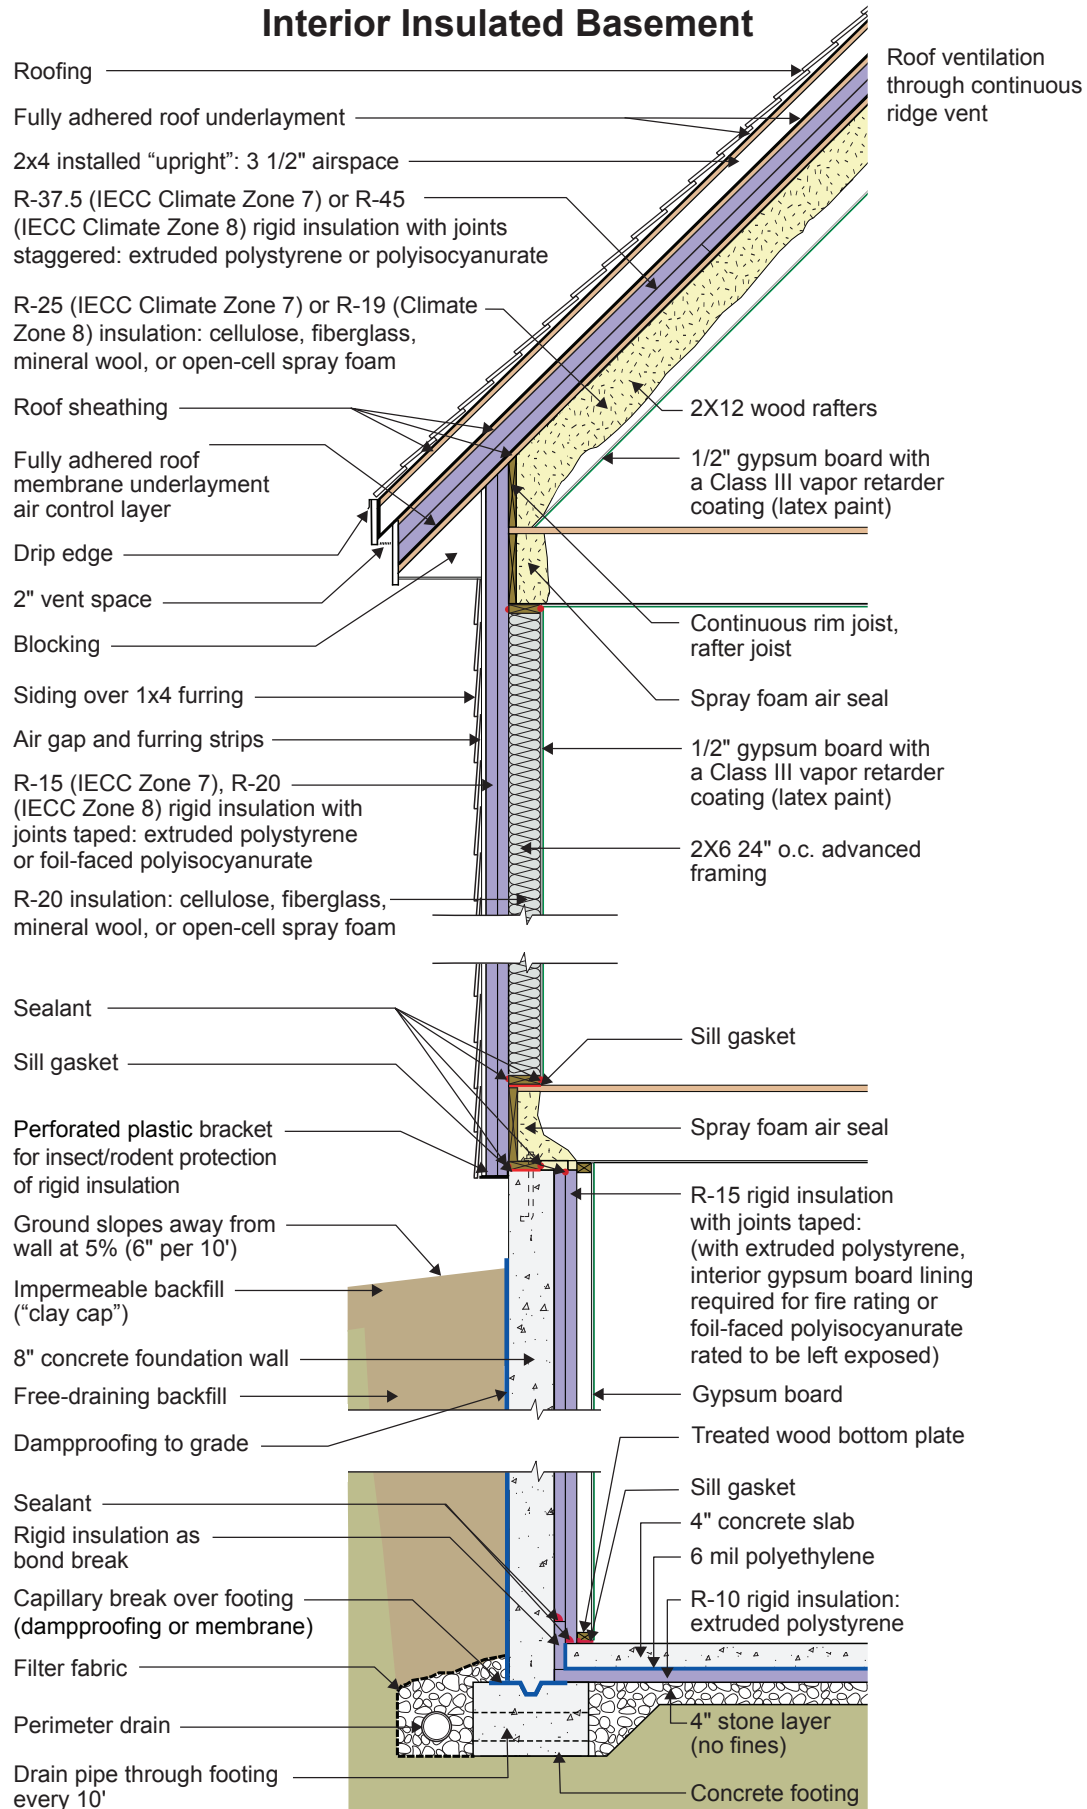 Interior Insulated Basement
Roofing
Fully adhered roof underlayment
2x4 installed “upright”: 3 1/2" airspace
R-37.5 (IECC Climate Zone 7) or R-45
(IECC Climate Zone 8) rigid insulation with joints
staggered: extruded polystyrene or polyisocyanurate
R-25 (IECC Climate Zone 7) or R-19 (Climate
Zone 8) insulation: cellulose, fiberglass,
mineral wool, or open-cell spray foam
Roof sheathing
Fully adhered roof
membrane underlayment
air control layer
Drip edge
2" vent space
Blocking
Siding over 1x4 furring
Air gap and furring strips
R-15 (IECC Zone 7), R-20
(IECC Zone 8) rigid insulation with
joints taped: extruded polystyrene
or foil-faced polyisocyanurate
R-20 insulation: cellulose, fiberglass,
mineral wool, or open-cell spray foam
Sealant
Sill gasket
Perforated plastic bracket
for insect/rodent protection
of rigid insulation
Ground slopes away from
wall at 5% (6" per 10')
Impermeable backfill
(“clay cap”)
8" concrete foundation wall
Free-draining backfill
Dampproofing to grade
Sealant
Rigid insulation as
bond break
Capillary break over footing
(dampproofing or membrane)
Filter fabric
Perimeter drain
Drain pipe through footing
every 10'
Roof ventilation
through continuous
ridge vent
2X12 wood rafters
1/2" gypsum board with
a Class III vapor retarder
coating (latex paint)
Continuous rim joist,
rafter joist
Spray foam air seal
1/2" gypsum board with
a Class III vapor retarder
coating (latex paint)
2X6 24" o.c. advanced
framing
Sill gasket
Spray foam air seal
R-15 rigid insulation
with joints taped:
(with extruded polystyrene,
interior gypsum board lining
required for fire rating or
foil-faced polyisocyanurate
rated to be left exposed)
Gypsum board
Treated wood bottom plate
Sill gasket
4" concrete slab
6 mil polyethylene
R-10 rigid insulation:
extruded polystyrene
4" stone layer
(no fines)
Concrete footing